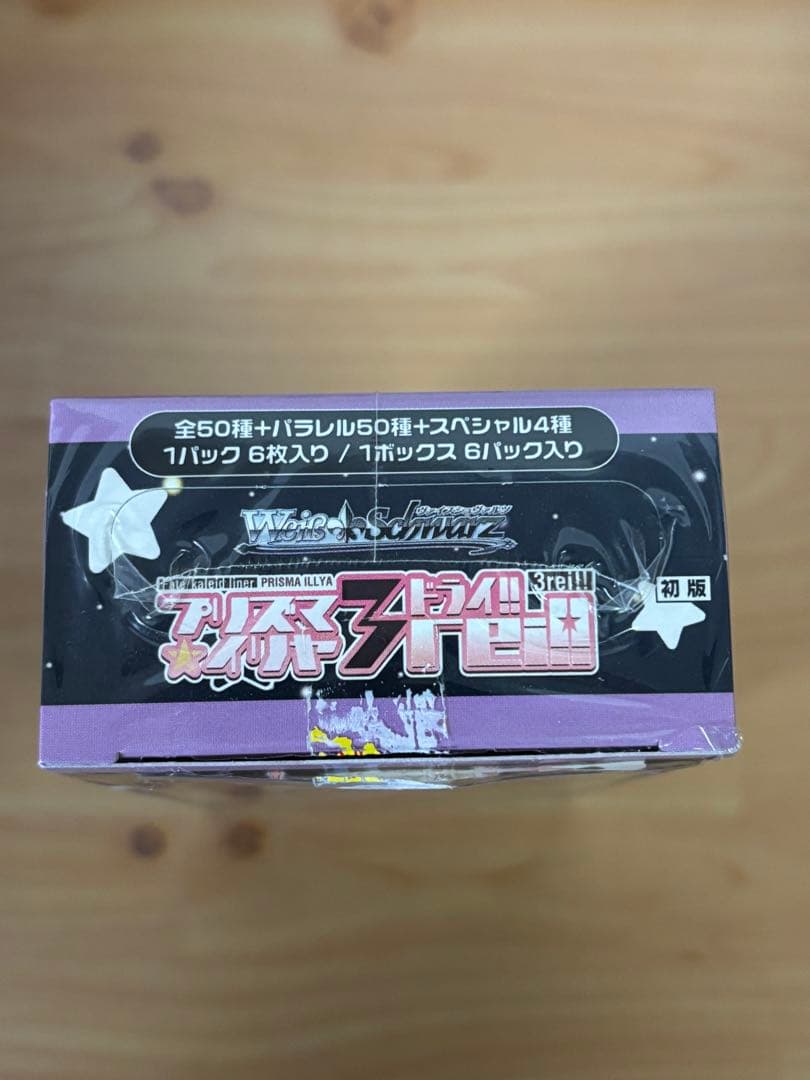 全50種+パラレル50種+スペシャル4種
1パック 6枚入り / 1ボックス 6パック入り
ヴァイスシュヴァルツ
Weiß Schwarz
Fate/kaleid liner PRISMA ILLYA 3rei!!
プリズマ☆イリヤ 3rei!!
ドライ!!
初版